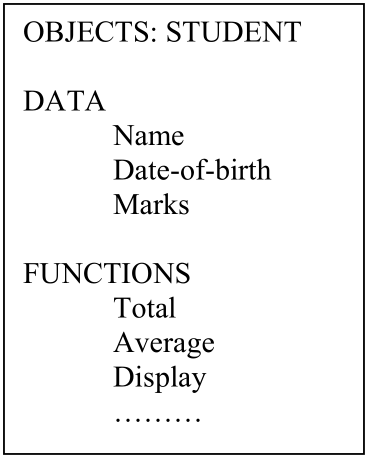 OBJECTS: STUDENT
DATA
Name
Date-of-birth
Marks
FUNCTIONS
Total
Average
Display
………